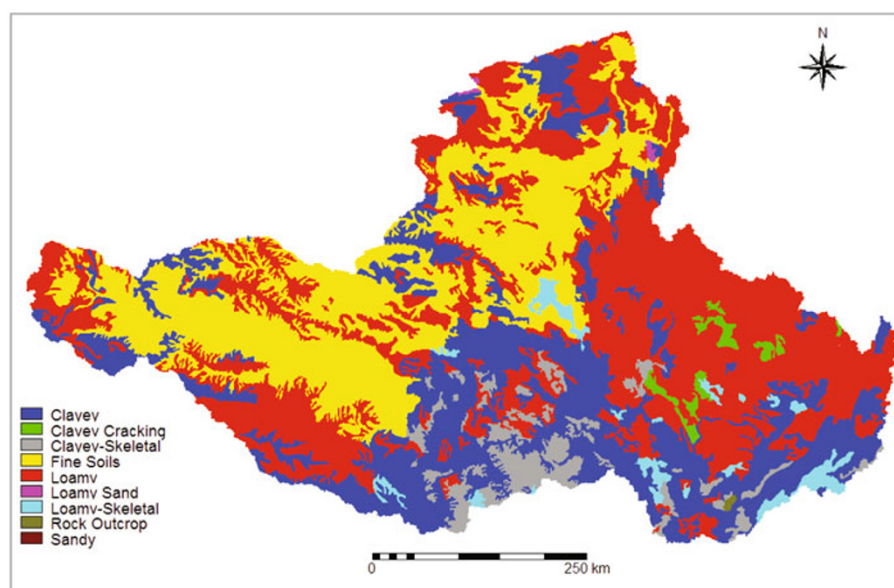 N
Clavev
Clavev Cracking
Clavev-Skeletal
Fine Soils
Loamv
Loamv Sand
Loamv-Skeletal
Rock Outcrop
Sandy
0 250 km